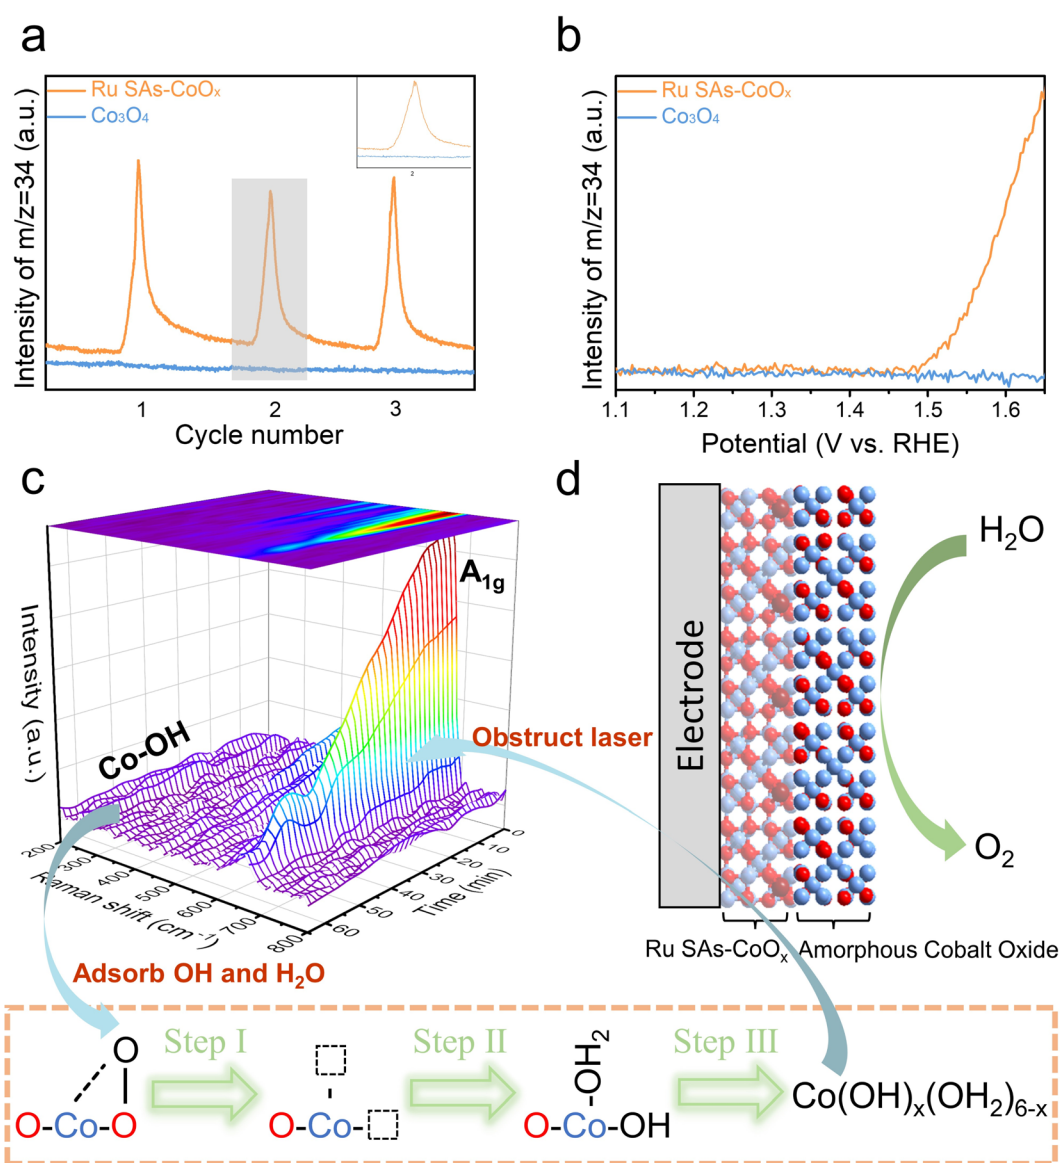 a
Ru SAs-CoOₓ
Co₃O₄
Intensity of m/z=34 (a.u.)
2
1 2 3
Cycle number
b
Ru SAs-CoOₓ
Co₃O₄
Intensity of m/z=34 (a.u.)
1.1 1.2 1.3 1.4 1.5 1.6
Potential (V vs. RHE)
c
A₁g
Co-OH
Intensity (a.u.)
Obstruct laser
200 300 400 500 600 700 800
Raman shift (cm⁻¹)
0 10 20 30 40 50 60
Time (min)
Adsorb OH and H₂O
d
Electrode
H₂O
O₂
Ru SAs-CoOₓ
Amorphous Cobalt Oxide
Step I
Step II
Step III
O
O-Co-O
O-Co-
OH₂
O-Co-OH
Co(OH)ₓ(OH₂)₆₋ₓ